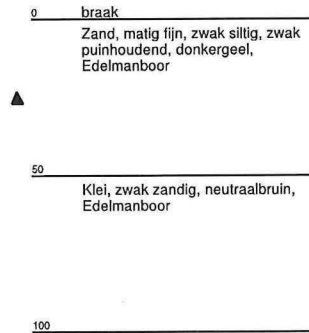 0 braak
Zand, matig fijn, zwak siltig, zwak
puinhoudend, donkergeel,
Edelmanboor
50
Klei, zwak zandig, neutraalbruin,
Edelmanboor
100